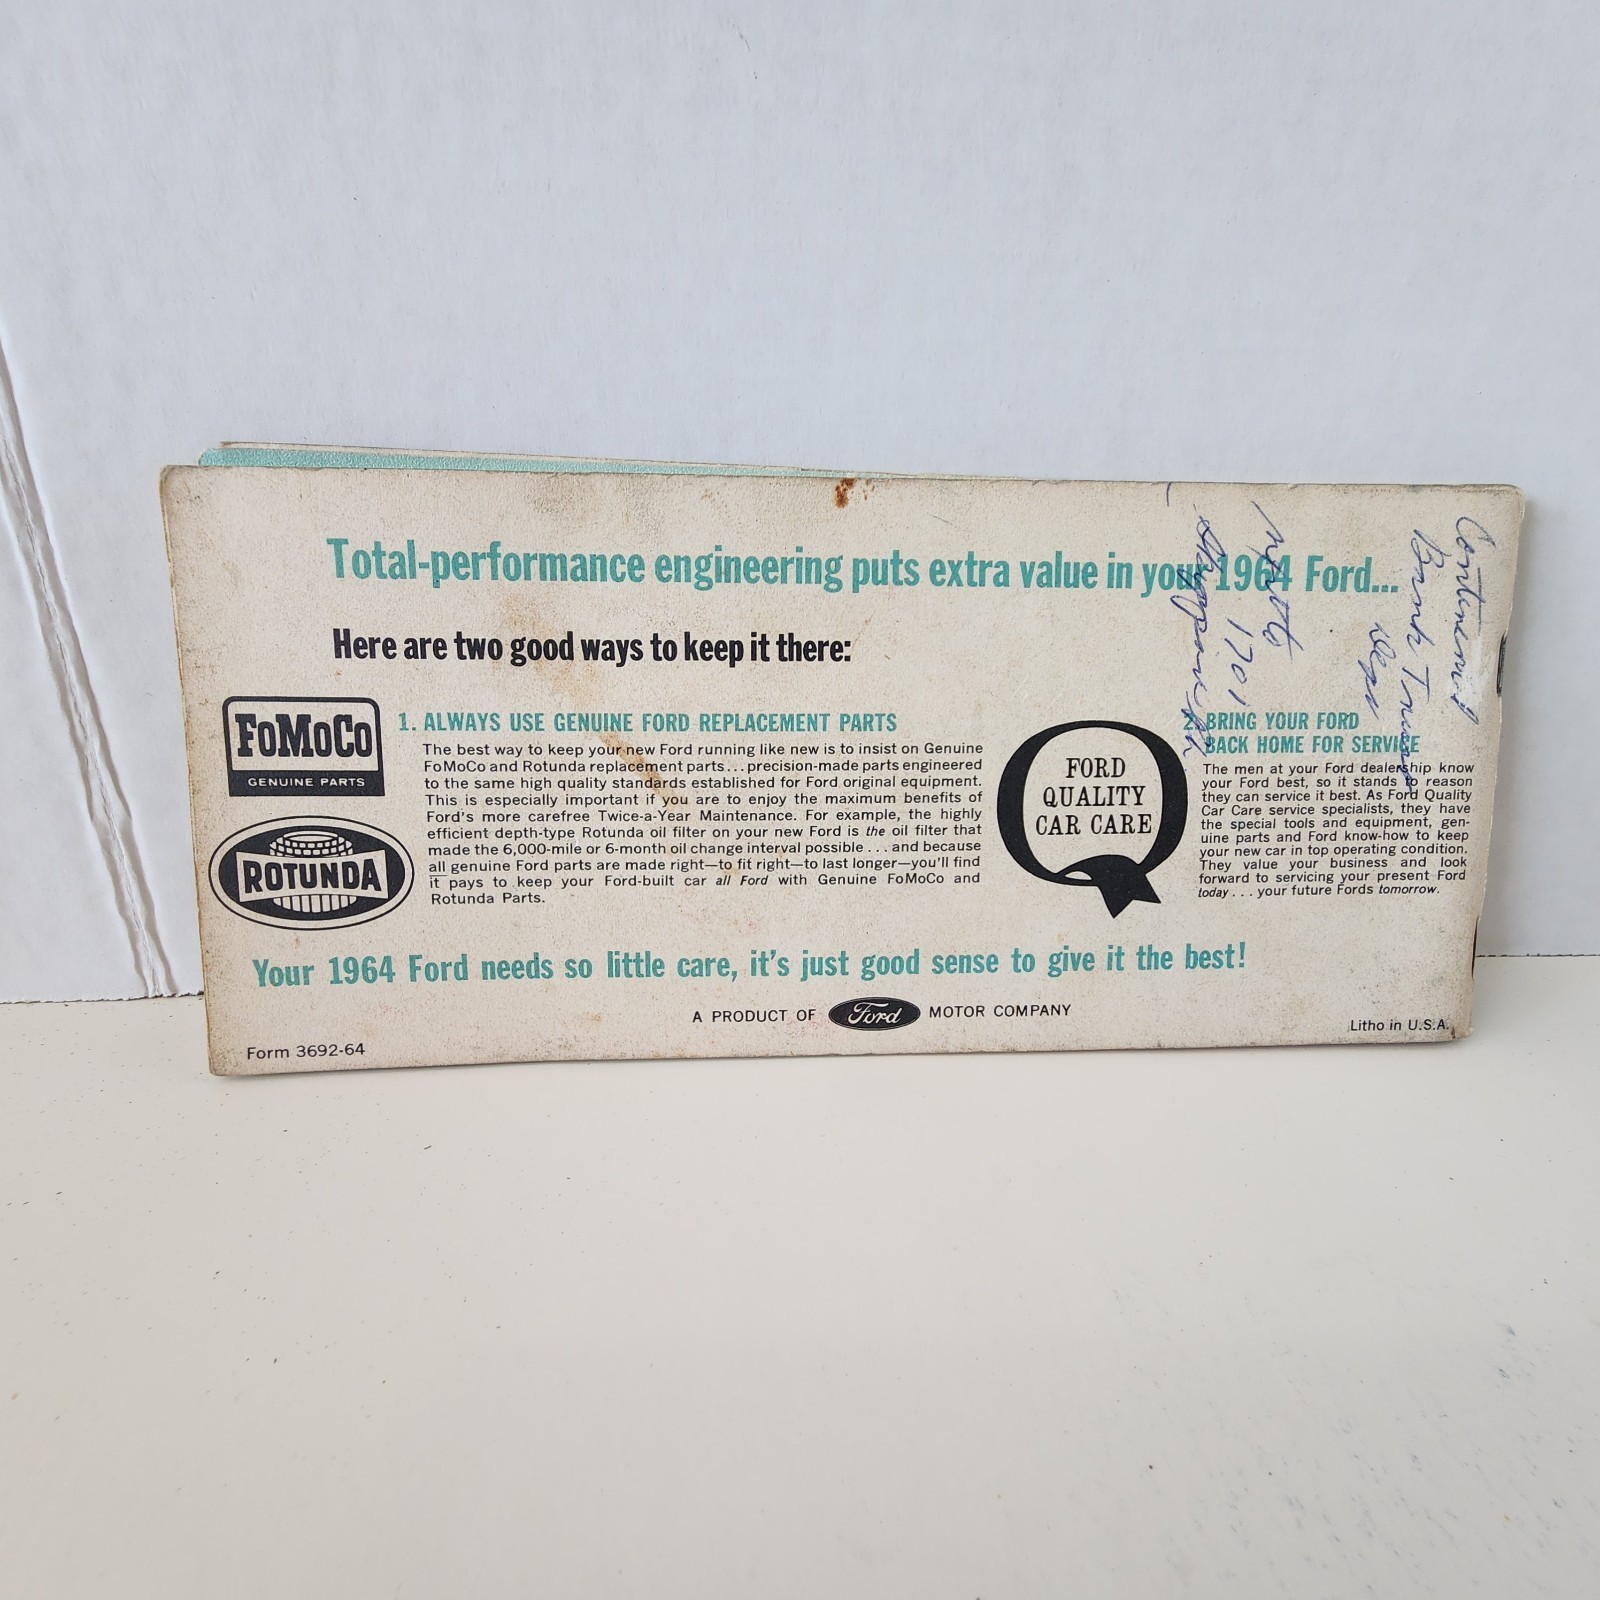 Total-performance engineering puts extra value in your 1964 Ford...
Here are two good ways to keep it there:
FoMoCo
GENUINE PARTS
ROTUNDA
1. ALWAYS USE GENUINE FORD REPLACEMENT PARTS
The best way to keep your new Ford running like new is to insist on Genuine
FoMoCo and Rotunda replacement parts...precision-made parts engineered
to the same high quality standards established for Ford original equipment.
This is especially important if you are to enjoy the maximum benefits of
Ford's more carefree Twice-a-Year Maintenance. For example, the highly
efficient depth-type Rotunda oil filter on your new Ford is the oil filter that
made the 6,000-mile or 6-month oil change interval possible...and because
all genuine Ford parts are made right—to fit right—to last longer—you'll find
it pays to keep your Ford-built car all Ford with Genuine FoMoCo and
Rotunda Parts.
FORD
QUALITY
CAR CARE
2. BRING YOUR FORD
BACK HOME FOR SERVICE
The men at your Ford dealership know
your Ford best, so it stands to reason
they can service it best. As Ford Quality
Car Care service specialists, they have
the special tools and equipment, gen-
uine parts and Ford know-how to keep
your new car in top operating condition.
They value your business and look
forward to servicing your present Ford
today...your future Fords tomorrow.
Continental
Bank
1701
Your 1964 Ford needs so little care, it's just good sense to give it the best!
A PRODUCT OF Ford MOTOR COMPANY
Form 3692-64
Litho in U.S.A.